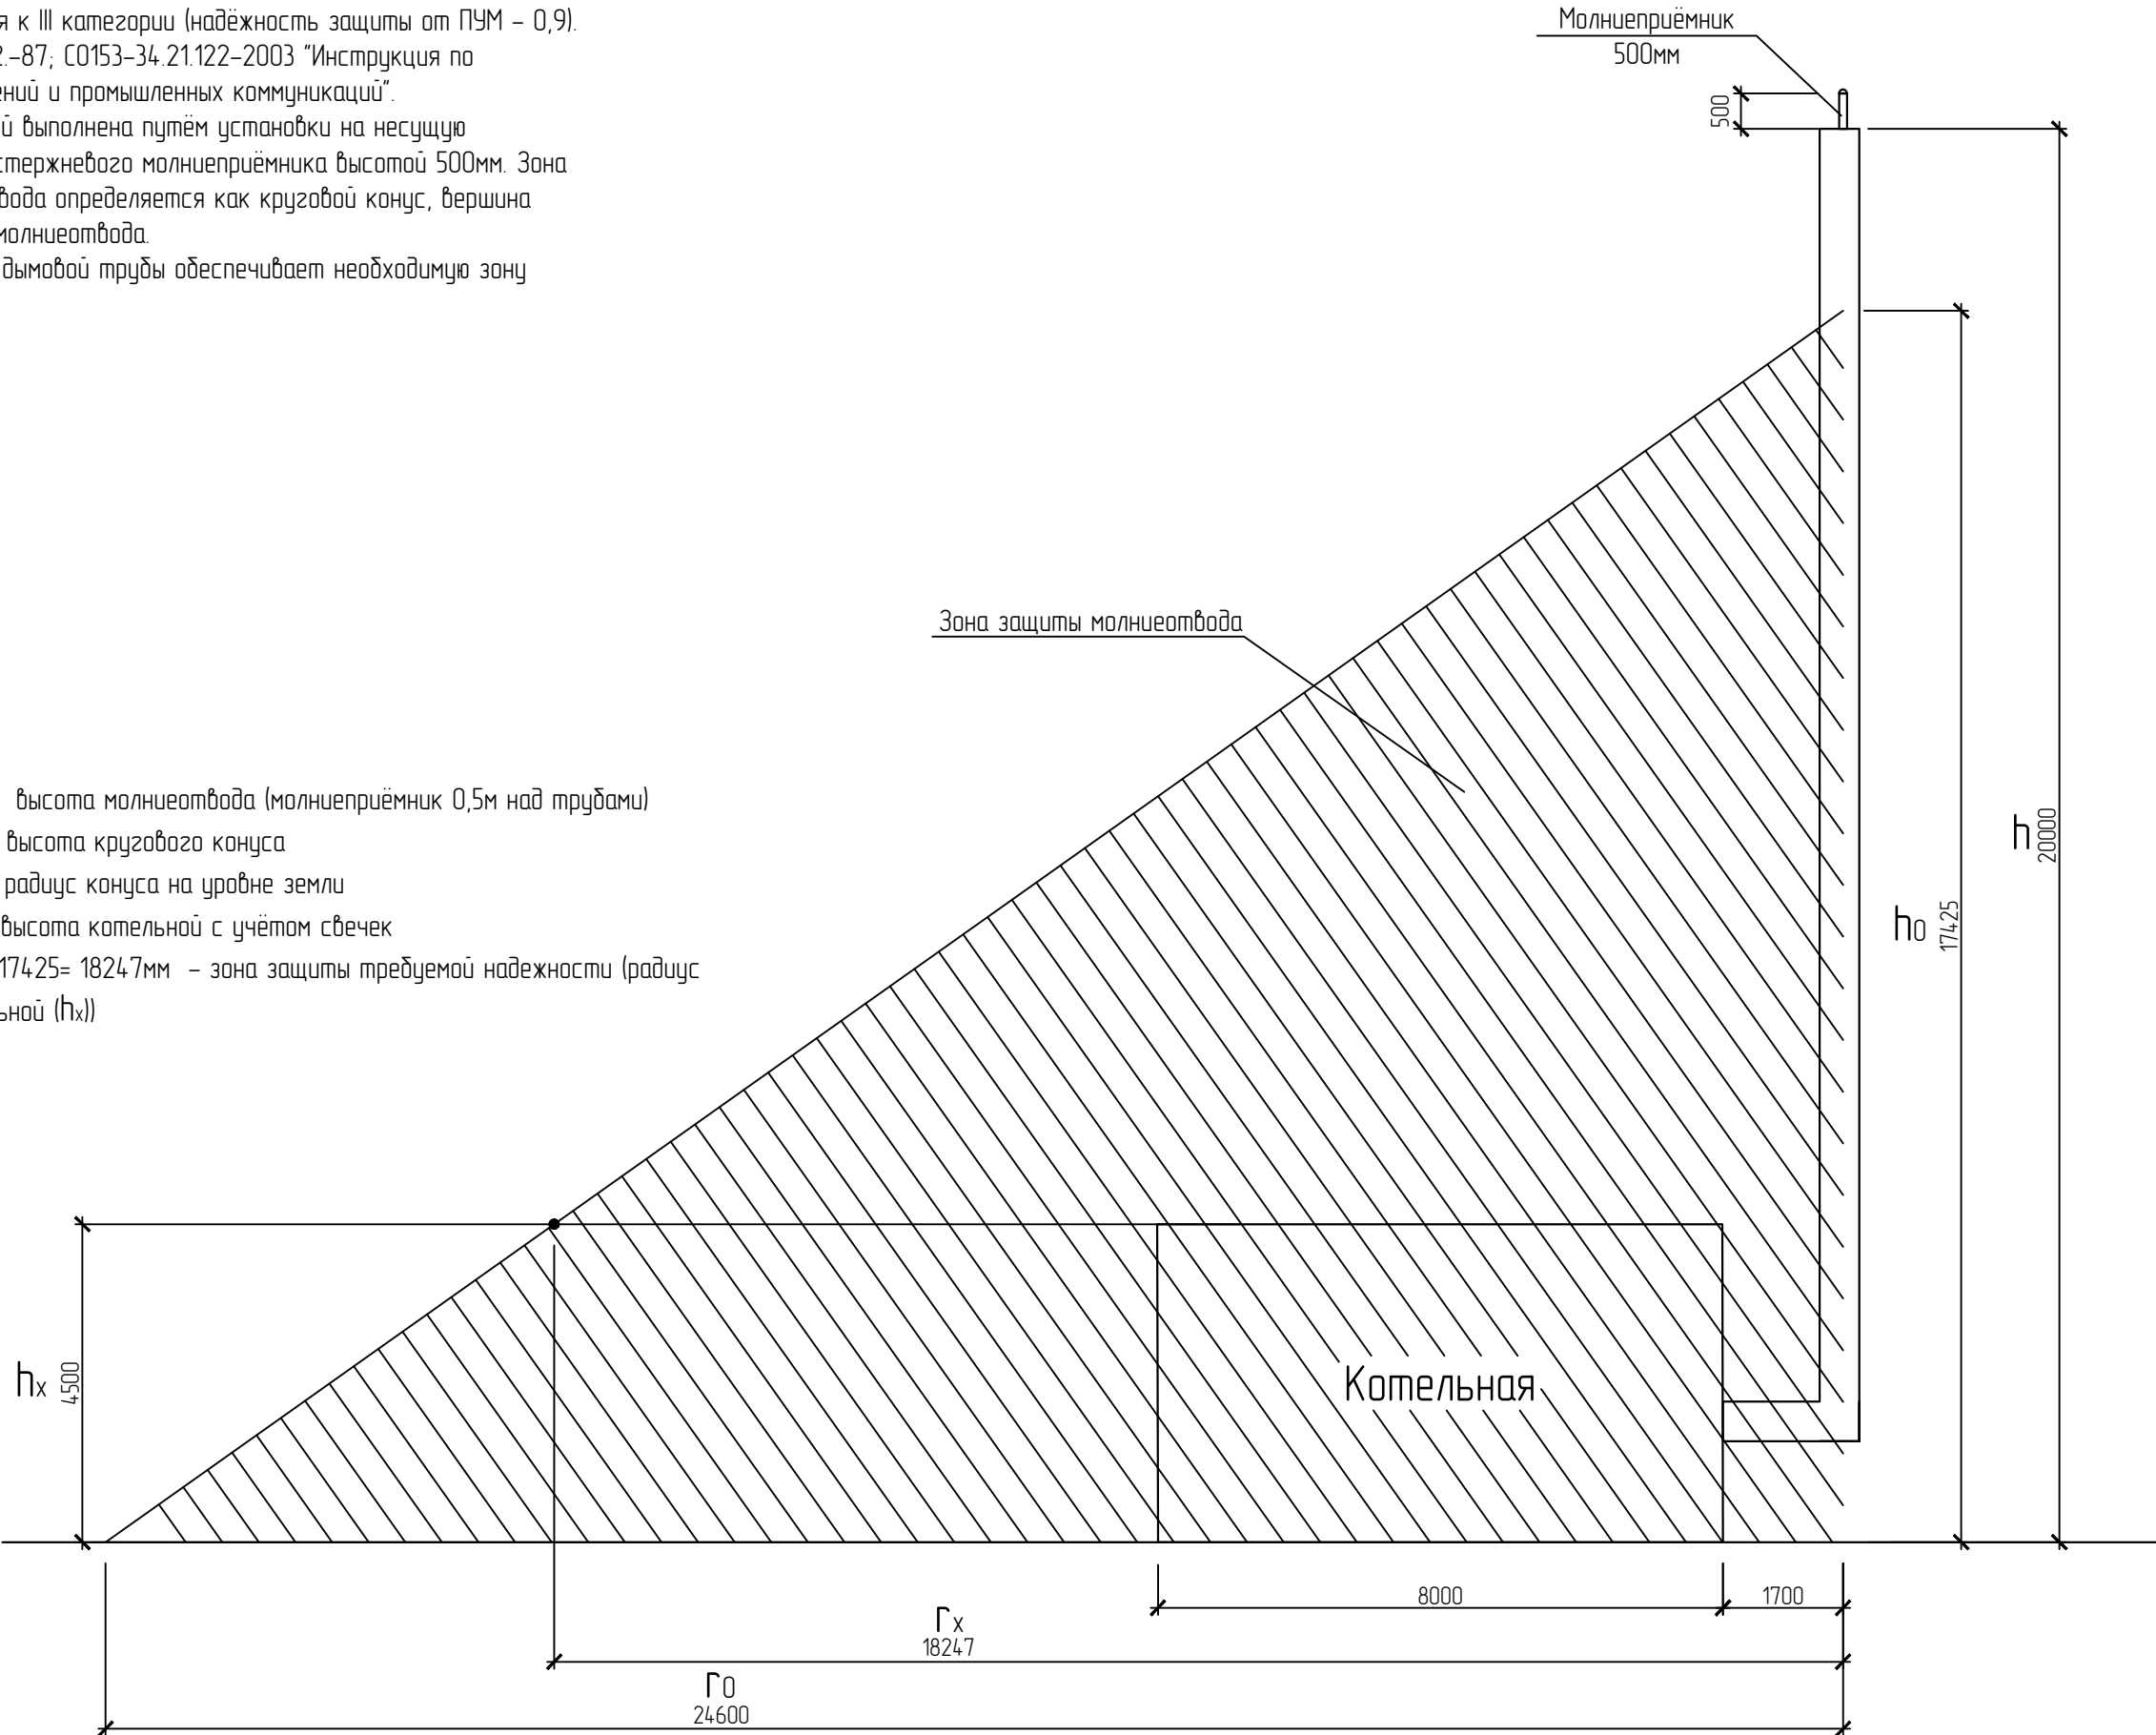 я к III категории (надёжность защиты от ПУМ – 0,9).
2.–87; СО153–34.21.122–2003 "Инструкция по
ений и промышленных коммуникаций".
й выполнена путём установки на несущую
стержневого молниеприёмника высотой 500мм. Зона
вода определяется как круговой конус, вершина
молниеотвода.
дымовой трубы обеспечивает необходимую зону
Молниеприёмник
500мм
500
Зона защиты молниеотвода
высота молниеотвода (молниеприёмник 0,5м над трубами)
высота кругового конуса
радиус конуса на уровне земли
высота котельной с учётом свечек
17425= 18247мм – зона защиты требуемой надежности (радиус
ьной (hx))
h 20000
h0 17425
hx 4500
Котельная
8000
1700
rx
18247
r0
24600